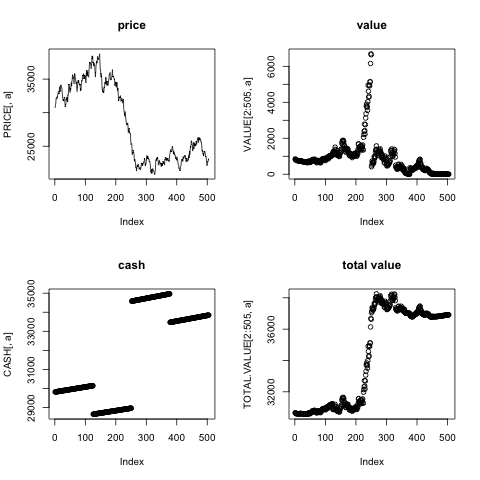 price
PRICE[, a]
35000
25000
0 100 200 300 400 500
Index
value
VALUE[2:505, a]
6000
4000
2000
0
0 100 200 300 400 500
Index
cash
CASH[, a]
35000
33000
31000
29000
0 100 200 300 400 500
Index
total value
TOTAL.VALUE[2:505, a]
36000
32000
0 100 200 300 400 500
Index